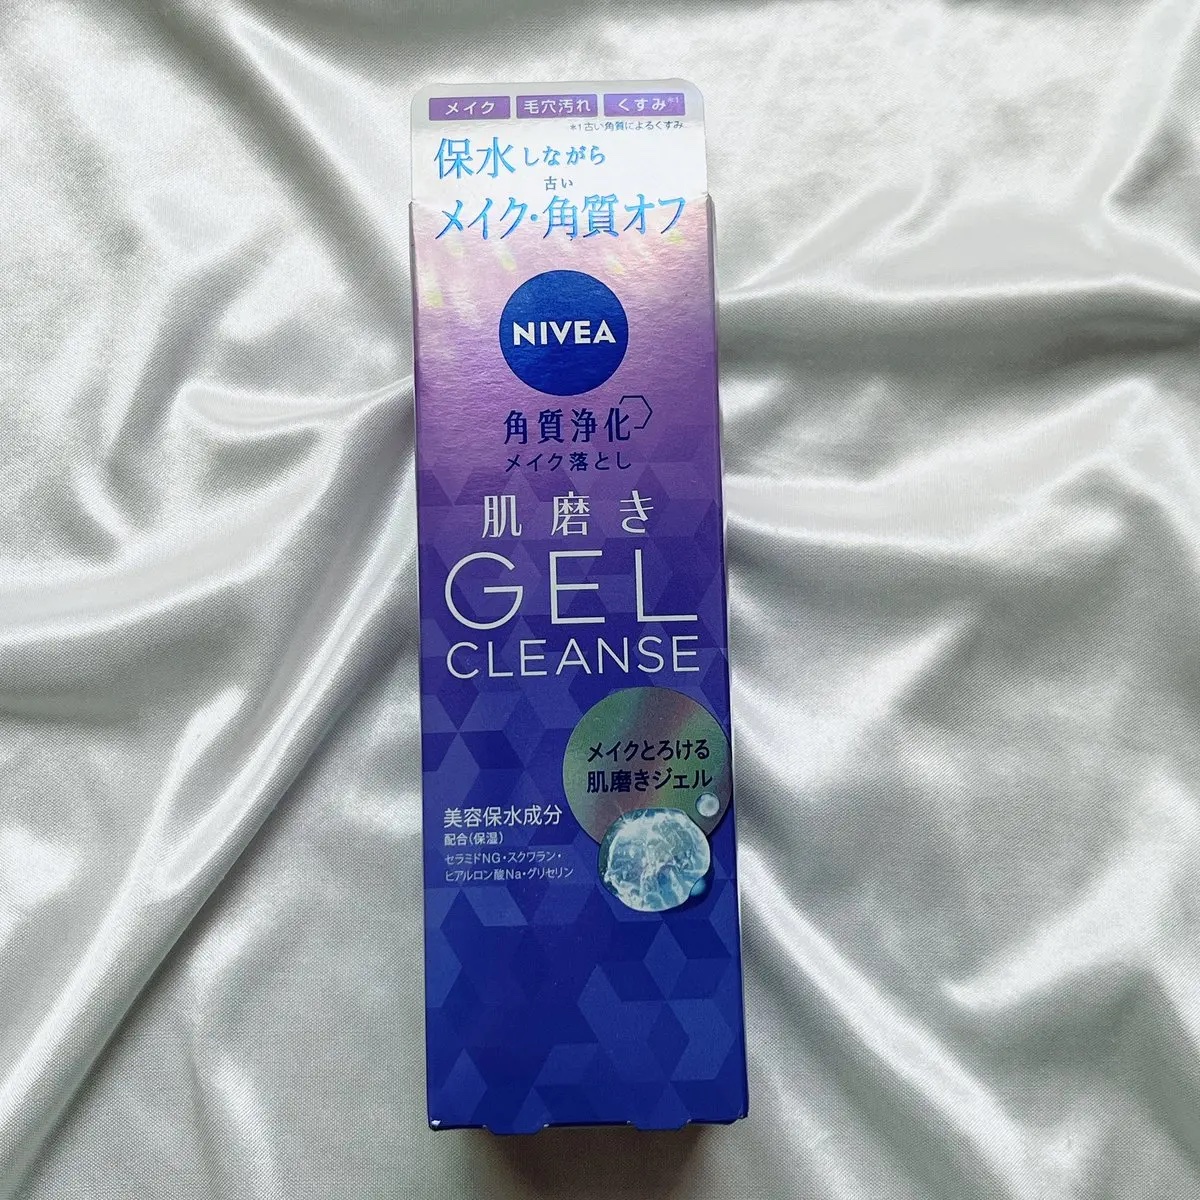 メイク 毛穴汚れ くすみ*1
*1 古い角質によるくすみ
保水しながら
古い
メイク・角質オフ
NIVEA
角質浄化
メイク落とし
肌磨き
GEL
CLEANSE
メイクとろける
肌磨きジェル
美容保水成分
配合(保湿)
セラミドNG・スクワラン・
ヒアルロン酸Na・グリセリン